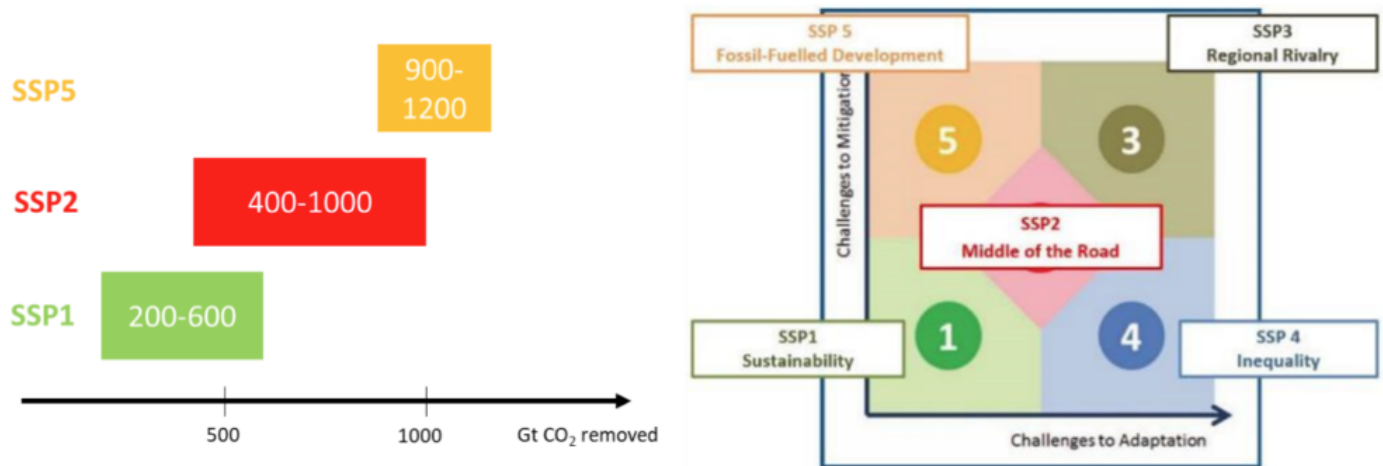 SSP5
900-
1200
SSP2
400-1000
SSP1
200-600
500
1000
Gt CO₂ removed
SSP 5
Fossil-Fuelled Development
SSP3
Regional Rivalry
Challenges to Mitigation
5
3
SSP2
Middle of the Road
SSP1
Sustainability
1
4
SSP 4
Inequality
Challenges to Adaptation